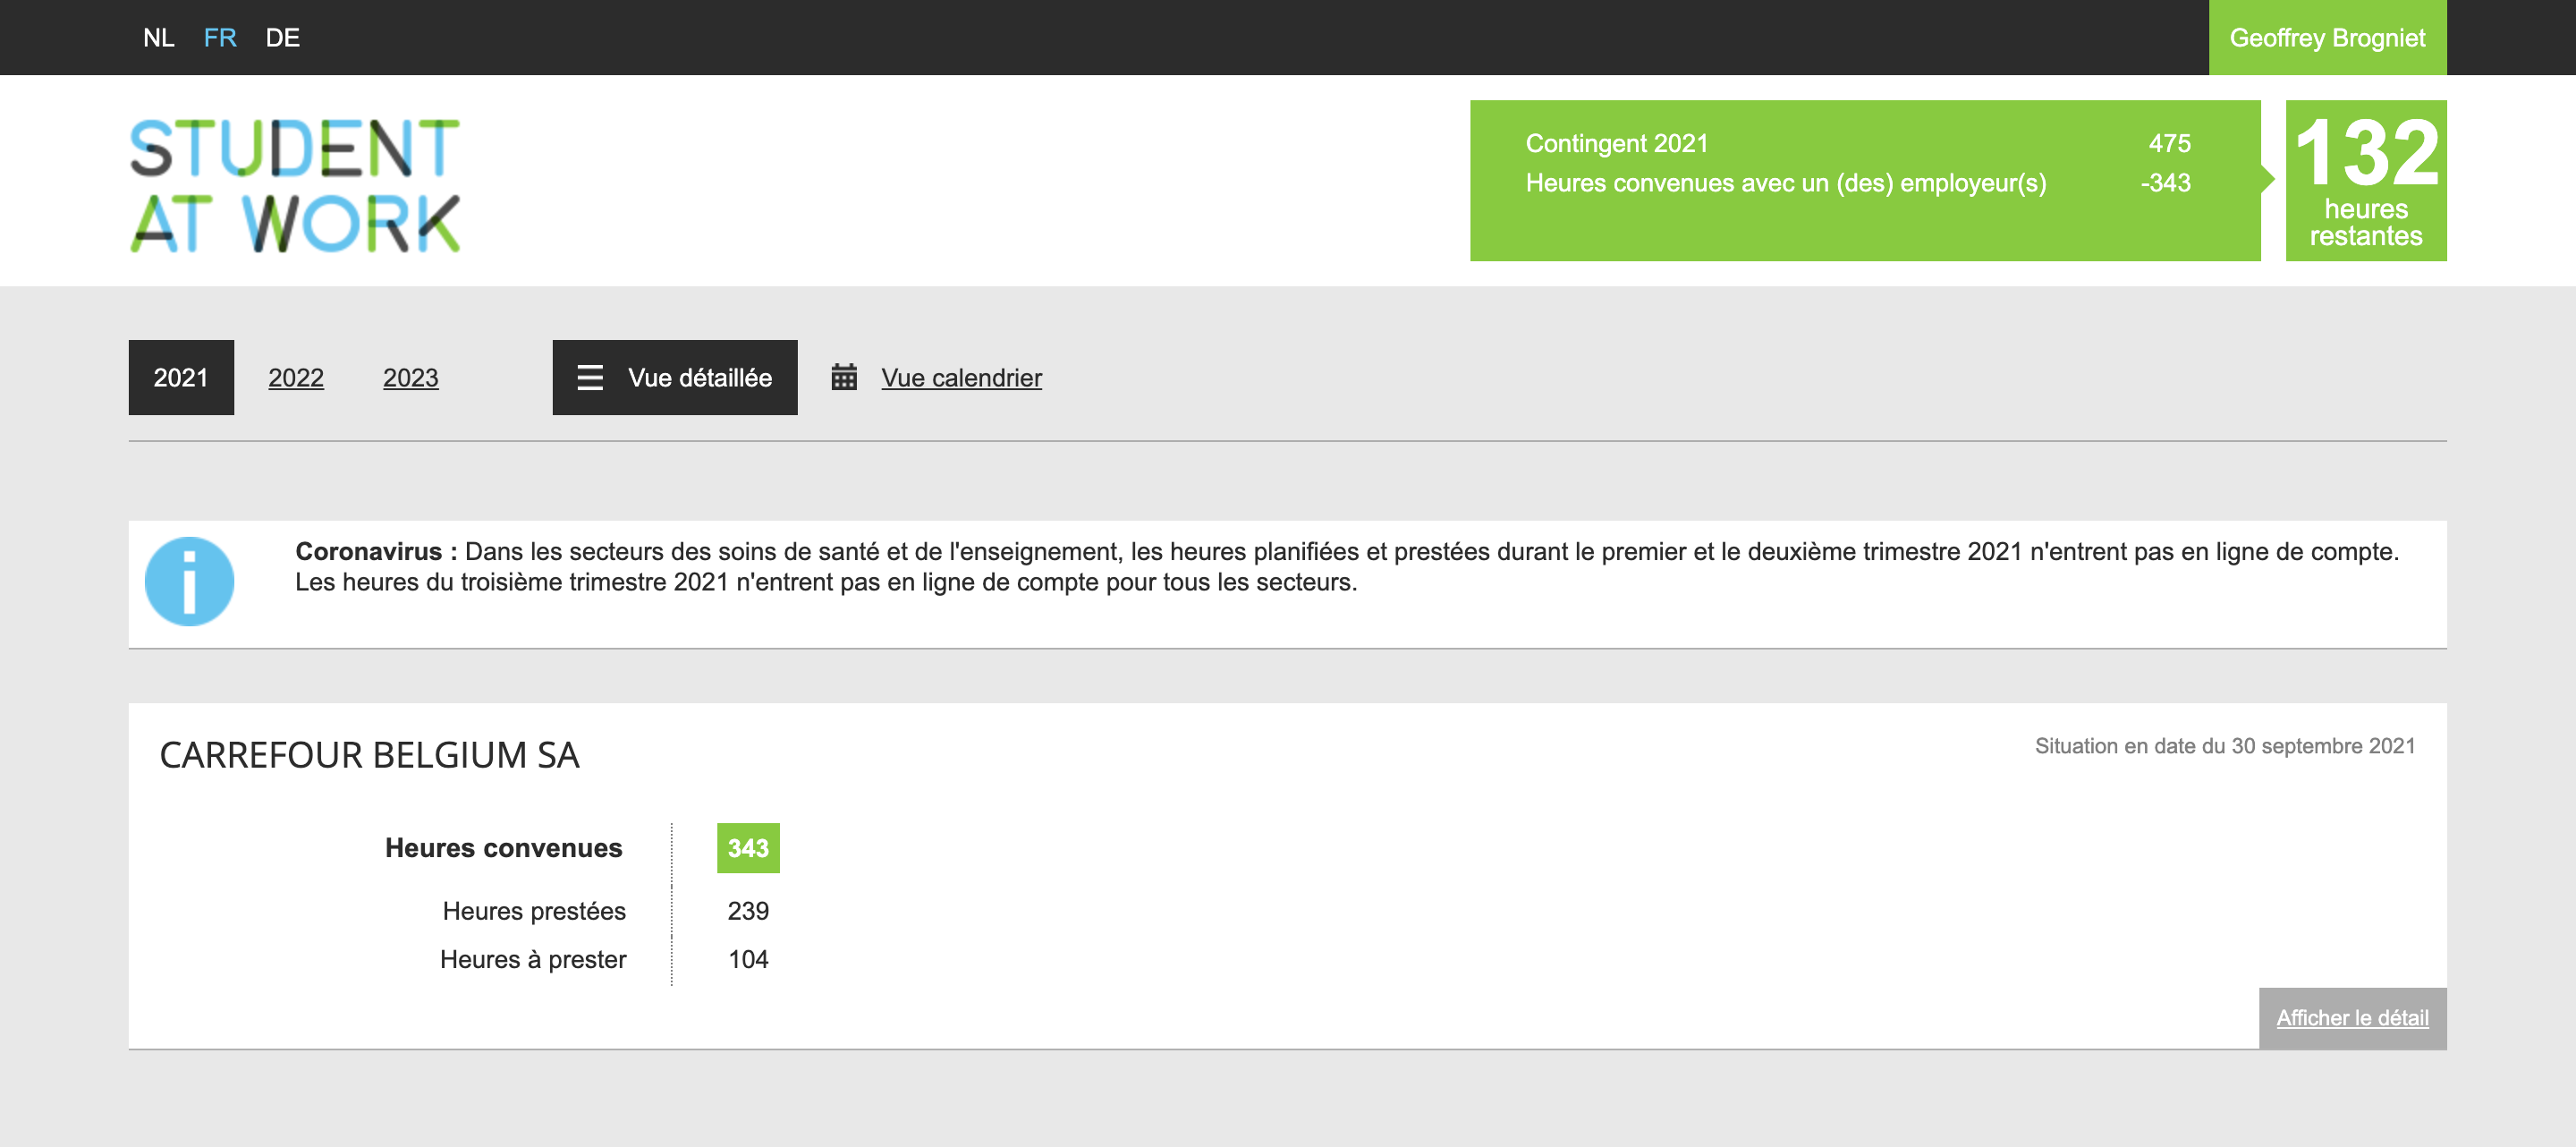 NL FR DE
Geoffrey Brogniet
STUDENT
AT WORK
Contingent 2021 475
Heures convenues avec un (des) employeur(s) -343
132
heures
restantes
2021 2022 2023 Vue détaillée Vue calendrier
Coronavirus : Dans les secteurs des soins de santé et de l'enseignement, les heures planifiées et prestées durant le premier et le deuxième trimestre 2021 n'entrent pas en ligne de compte.
Les heures du troisième trimestre 2021 n'entrent pas en ligne de compte pour tous les secteurs.
CARREFOUR BELGIUM SA
Situation en date du 30 septembre 2021
Heures convenues 343
Heures prestées 239
Heures à prester 104
Afficher le détail